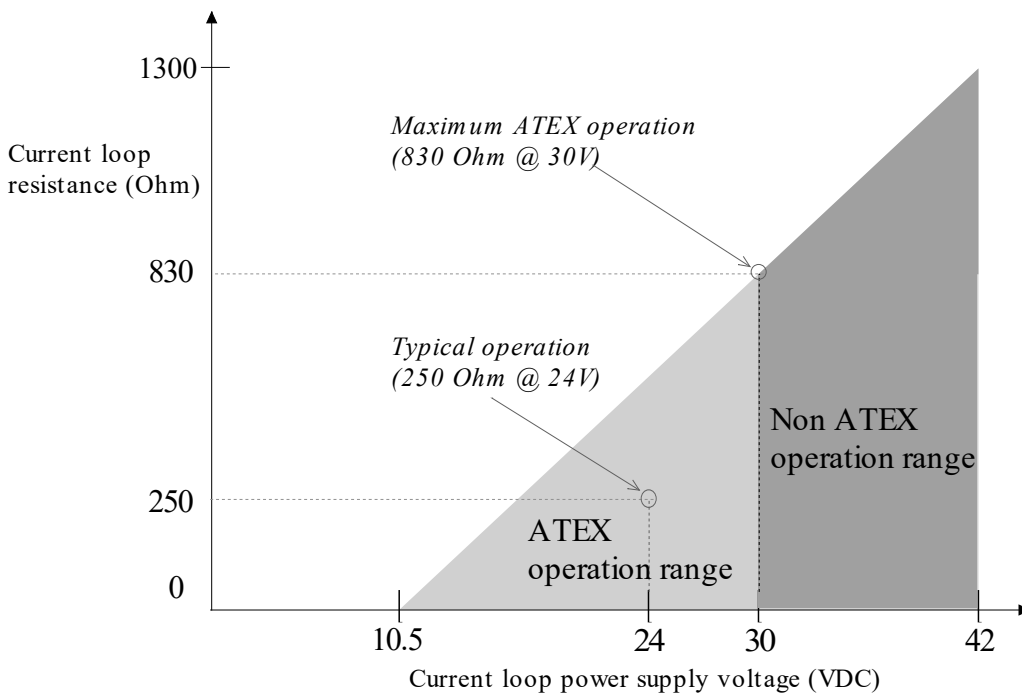 1300
Maximum ATEX operation
(830 Ohm @ 30V)
Current loop
resistance (Ohm)
830
Typical operation
(250 Ohm @ 24V)
Non ATEX
operation range
250
ATEX
operation range
0
10.5
24
30
42
Current loop power supply voltage (VDC)